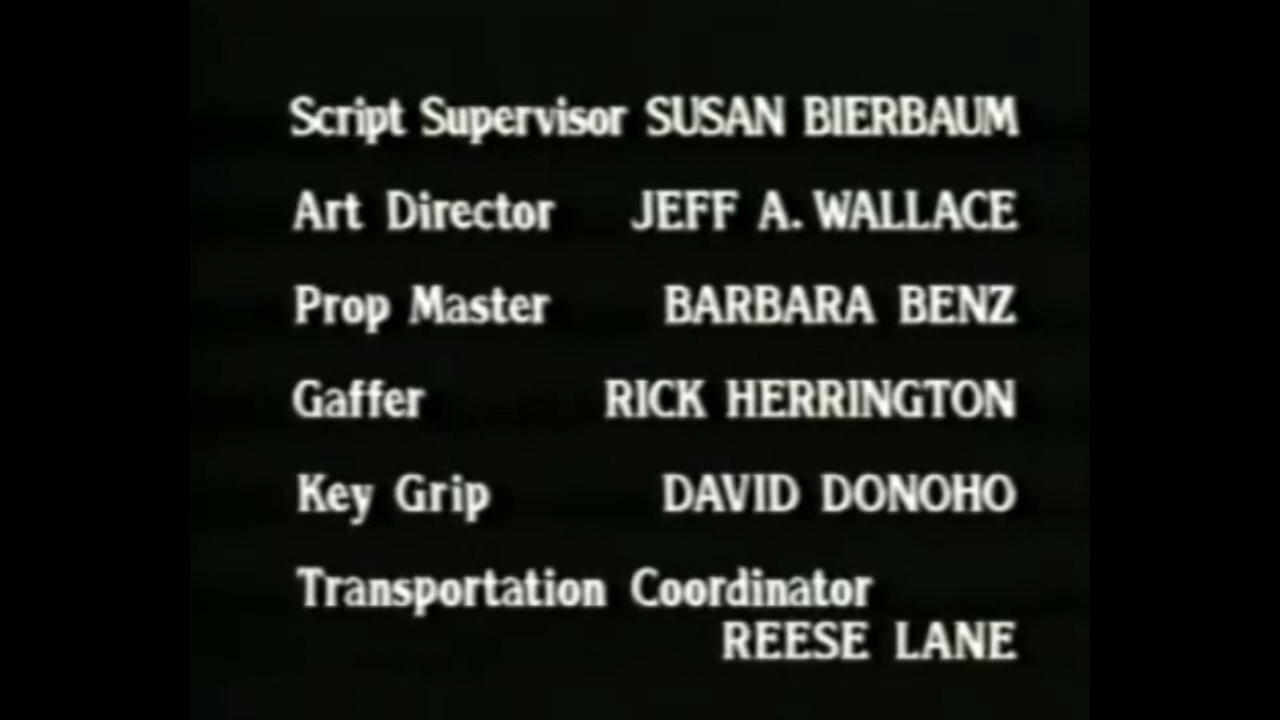 Script Supervisor SUSAN BIERBAUM
Art Director JEFF A. WALLACE
Prop Master BARBARA BENZ
Gaffer RICK HERRINGTON
Key Grip DAVID DONOHO
Transportation Coordinator
REESE LANE